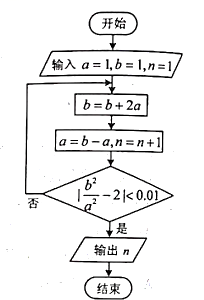 开始
输入 a=1,b=1,n=1
b=b+2a
a=b-a,n=n+1
|b²/a²-2|<0.01
否
是
输出 n
结束